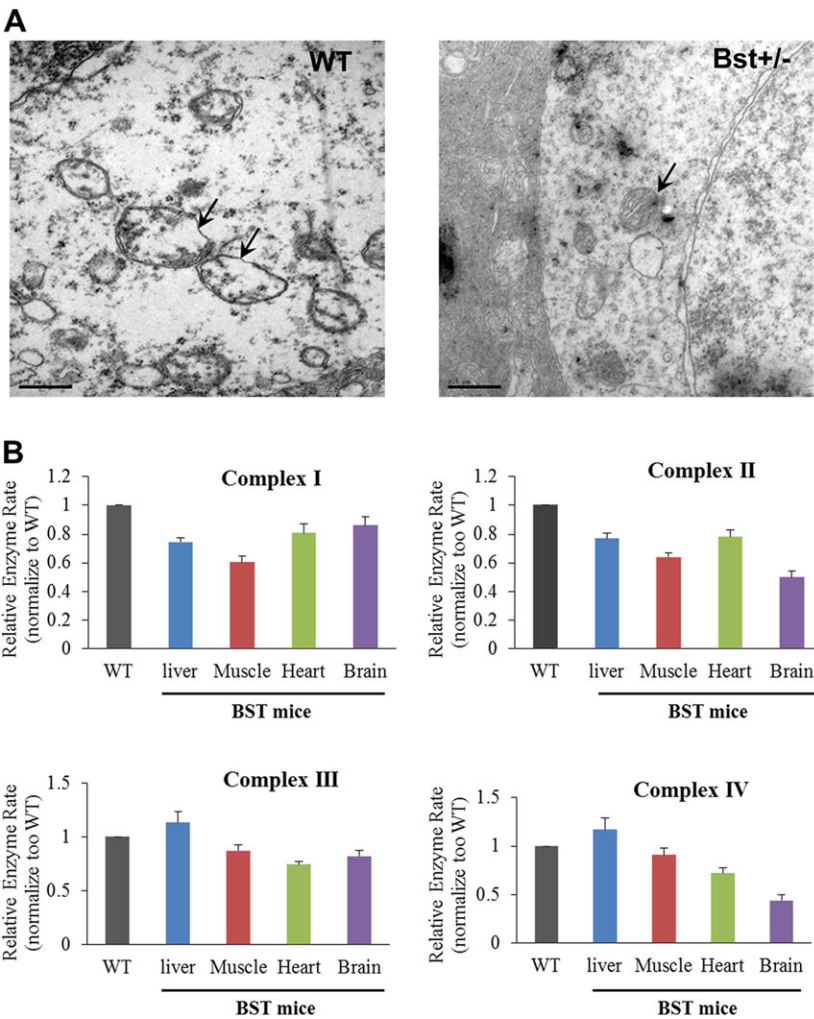 A
WT
Bst+/-
B
Complex I
Relative Enzyme Rate
(normalize to WT)
1.2
1
0.8
0.6
0.4
0.2
0
WT liver Muscle Heart Brain
BST mice
Complex II
Relative Enzyme Rate
(normalize too WT)
1.2
1
0.8
0.6
0.4
0.2
0
WT liver Muscle Heart Brain
BST mice
Complex III
Relative Enzyme Rate
(normalize too WT)
1.5
1
0.5
0
WT liver Muscle Heart Brain
BST mice
Complex IV
Relative Enzyme Rate
(normalize too WT)
1.5
1
0.5
0
WT liver Muscle Heart Brain
BST mice